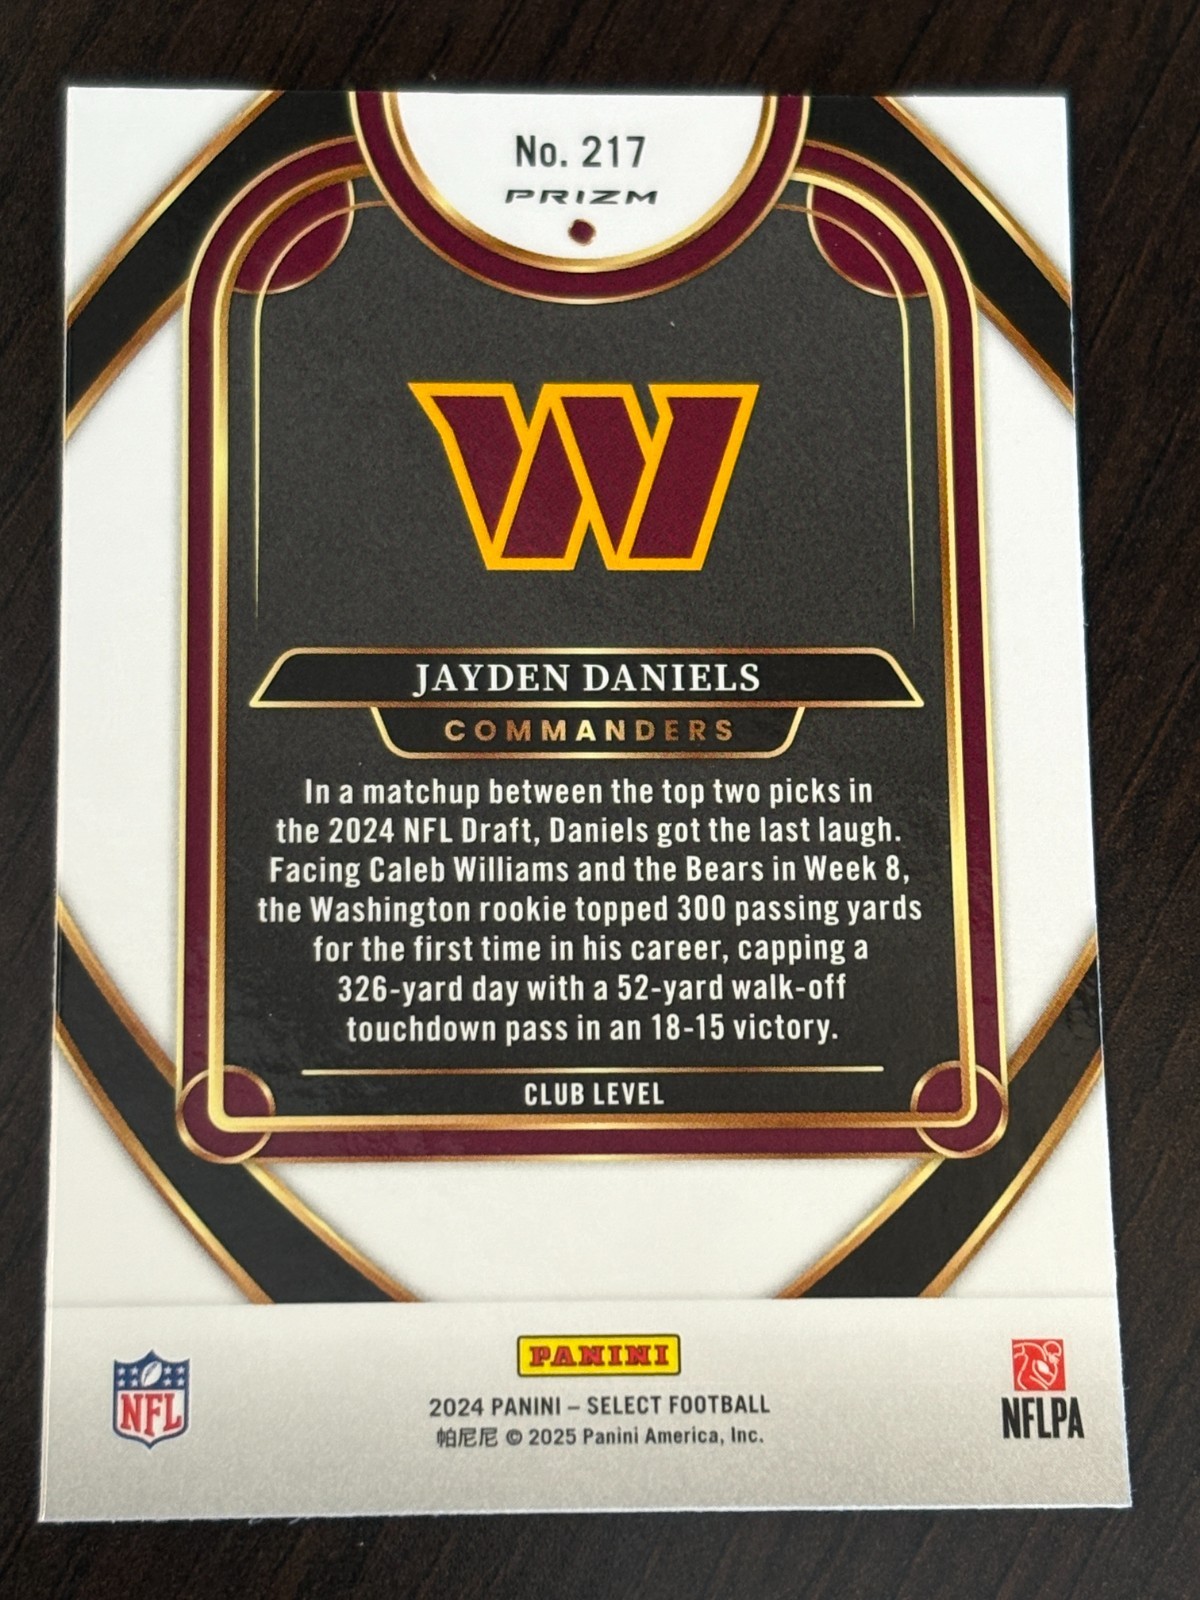 No. 217
PRIZM
W
JAYDEN DANIELS
COMMANDERS
In a matchup between the top two picks in
the 2024 NFL Draft, Daniels got the last laugh.
Facing Caleb Williams and the Bears in Week 8,
the Washington rookie topped 300 passing yards
for the first time in his career, capping a
326-yard day with a 52-yard walk-off
touchdown pass in an 18-15 victory.
CLUB LEVEL
PANINI
NFL
2024 PANINI – SELECT FOOTBALL
帕尼尼 © 2025 Panini America, Inc.
NFLPA